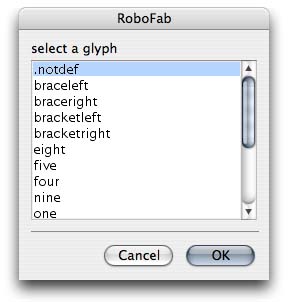 RoboFab
select a glyph
.notdef
braceleft
braceright
bracketleft
bracketright
eight
five
four
nine
one
Cancel OK